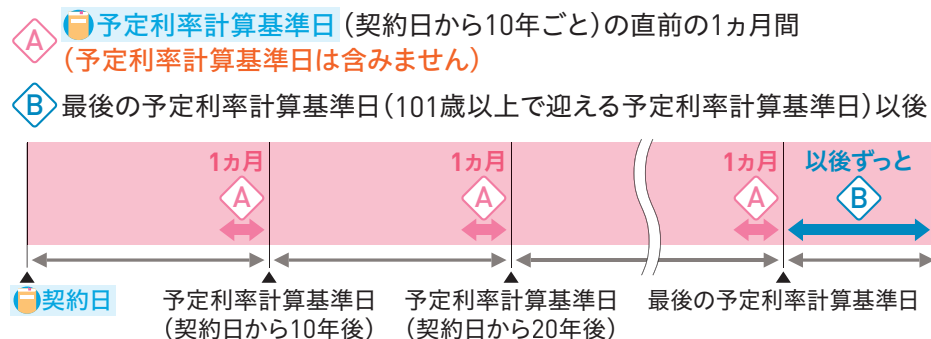 A 予定利率計算基準日(契約日から10年ごと)の直前の1ヵ月間
(予定利率計算基準日は含みません)
B 最後の予定利率計算基準日(101歳以上で迎える予定利率計算基準日)以後
1ヵ月 1ヵ月 1ヵ月 以後ずっと
A A A B
契約日 予定利率計算基準日 予定利率計算基準日 最後の予定利率計算基準日
(契約日から10年後) (契約日から20年後)